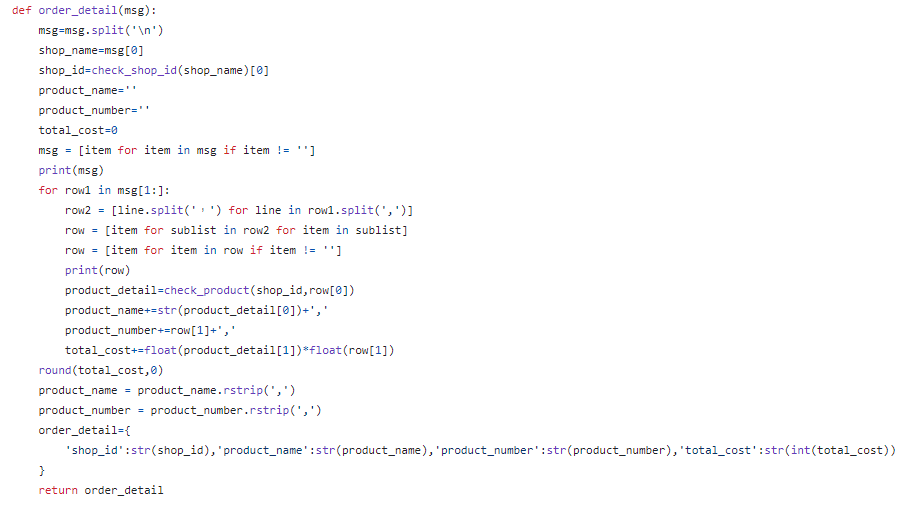 def order_detail(msg):
    msg=msg.split('\n')
    shop_name=msg[0]
    shop_id=check_shop_id(shop_name)[0]
    product_name=''
    product_number=''
    total_cost=0
    msg = [item for item in msg if item != '']
    print(msg)
    for row1 in msg[1:]:
        row2 = [line.split('，') for line in row1.split(',')]
        row = [item for sublist in row2 for item in sublist]
        row = [item for item in row if item != '']
        print(row)
        product_detail=check_product(shop_id,row[0])
        product_name+=str(product_detail[0])+','
        product_number+=row[1]+','
        total_cost+=float(product_detail[1])*float(row[1])
    round(total_cost,0)
    product_name = product_name.rstrip(',')
    product_number = product_number.rstrip(',')
    order_detail={
        'shop_id':str(shop_id),'product_name':str(product_name),'product_number':str(product_number),'total_cost':str(int(total_cost))
    }
    return order_detail